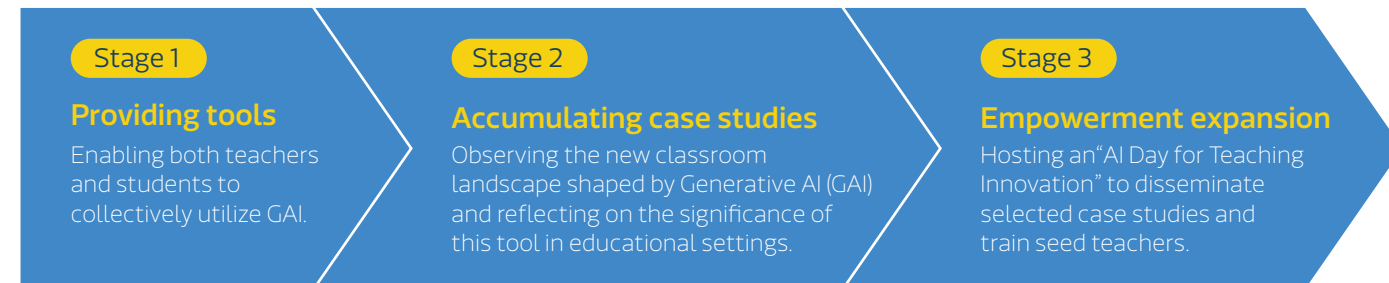 Stage 1
Providing tools
Enabling both teachers
and students to
collectively utilize GAI.
Stage 2
Accumulating case studies
Observing the new classroom
landscape shaped by Generative AI (GAI)
and reflecting on the significance of
this tool in educational settings.
Stage 3
Empowerment expansion
Hosting an“AI Day for Teaching
Innovation” to disseminate
selected case studies and
train seed teachers.